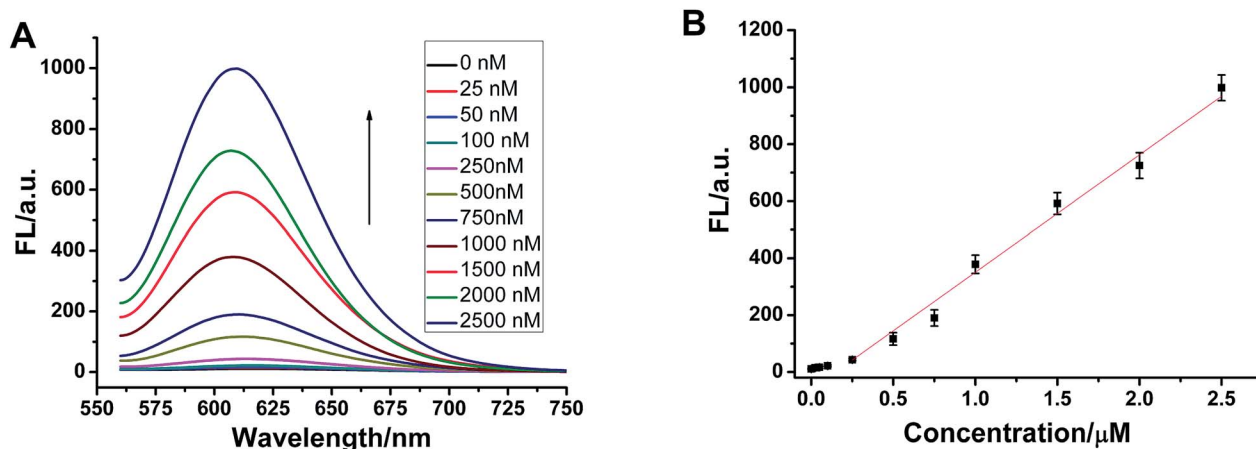 A
FL/a.u.
1000
800
600
400
200
0
550 575 600 625 650 675 700 725 750
Wavelength/nm
0 nM
25 nM
50 nM
100 nM
250nM
500nM
750nM
1000 nM
1500 nM
2000 nM
2500 nM
B
FL/a.u.
1200
1000
800
600
400
200
0
0.0 0.5 1.0 1.5 2.0 2.5
Concentration/μM